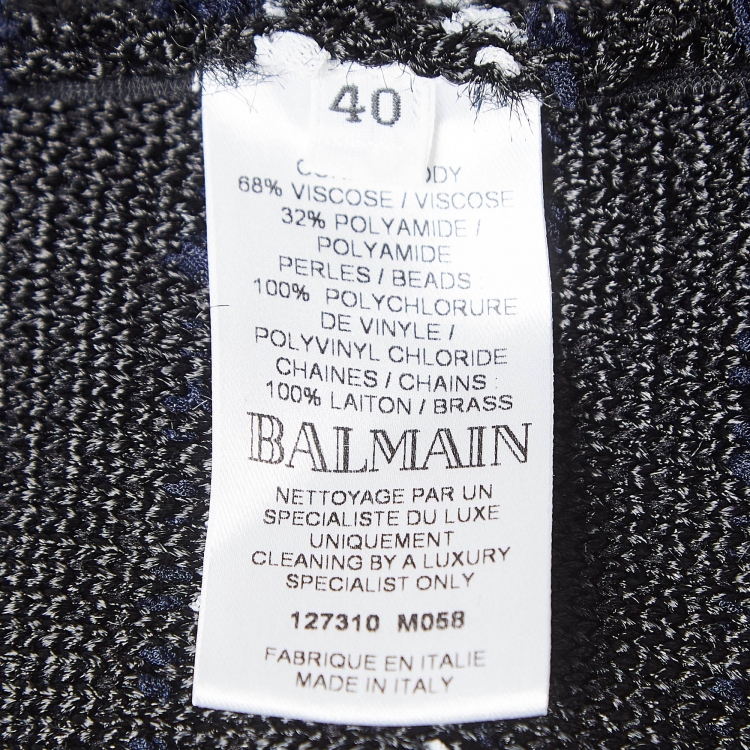 40
68% VISCOSE / VISCOSE
32% POLYAMIDE /
POLYAMIDE
PERLES / BEADS :
100% POLYCHLORURE
DE VINYLE /
POLYVINYL CHLORIDE
CHAINES / CHAINS :
100% LAITON / BRASS
BALMAIN
NETTOYAGE PAR UN
SPECIALISTE DU LUXE
UNIQUEMENT
CLEANING BY A LUXURY
SPECIALIST ONLY
127310 M058
FABRIQUE EN ITALIE
MADE IN ITALY